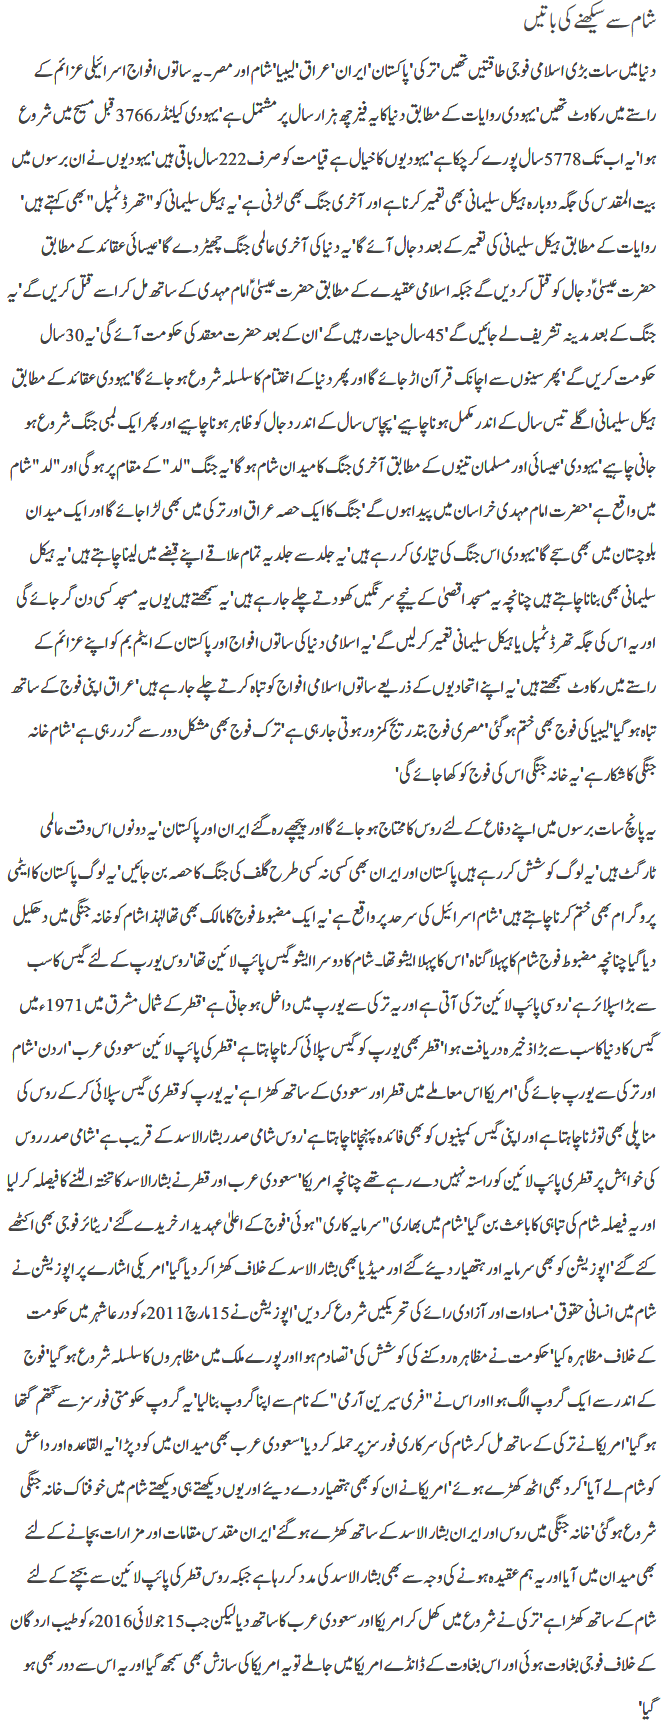 شام سے سیکھنے کی باتیں
دنیا میں سات بڑی اسلامی فوجی طاقتیں تھیں' ترکی' پاکستان' ایران' عراق' لیبیا' شام اور مصر۔ یہ ساتوں افواج اسرائیلی عزائم کے
راستے میں رکاوٹ تھیں' یہودی روایات کے مطابق دنیا کا یہ فیز چھ ہزار سال پر مشتمل ہے' یہودی کیلنڈر 3766 قبل مسیح میں شروع
ہوا' یہ اب تک 5778 سال پورے کر چکا ہے' یہودیوں کا خیال ہے قیامت کو صرف 222 سال باقی ہیں' یہودیوں نے ان برسوں میں
بیت المقدس کی جگہ دوبارہ ہیکل سلیمانی بھی تعمیر کرنا ہے اور آخری جنگ بھی لڑنی ہے' یہ ہیکل سلیمانی کو "تھرڈ ٹمپل" بھی کہتے ہیں'
روایات کے مطابق ہیکل سلیمانی کی تعمیر کے بعد دجال آئے گا' یہ دنیا کی آخری عالمی جنگ چھیڑ دے گا' عیسائی عقائد کے مطابق
حضرت عیسیٰؑ دجال کو قتل کر دیں گے جبکہ اسلامی عقیدے کے مطابق حضرت عیسیٰؑ امام مہدی کے ساتھ مل کر اسے قتل کریں گے' یہ
جنگ کے بعد مدینہ تشریف لے جائیں گے' 45 سال حیات رہیں گے' ان کے بعد حضرت معقد کی حکومت آئے گی' یہ 30 سال
حکومت کریں گے' پھر سینوں سے اچانک قرآن اڑ جائے گا اور پھر دنیا کے اختتام کا سلسلہ شروع ہو جائے گا' یہودی عقائد کے مطابق
ہیکل سلیمانی اگلے تیس سال کے اندر مکمل ہونا چاہیے' پچاس سال کے اندر دجال کو ظاہر ہونا چاہیے اور پھر ایک لمبی جنگ شروع ہو
جانی چاہیے' یہودی' عیسائی اور مسلمان تینوں کے مطابق آخری جنگ کا میدان شام ہو گا' یہ جنگ "لد" کے مقام پر ہو گی اور "لد" شام
میں واقع ہے' حضرت امام مہدی خراسان میں پیدا ہوں گے' جنگ کا ایک حصہ عراق اور ترکی میں بھی لڑا جائے گا اور ایک میدان
بلوچستان میں بھی سجے گا' یہودی اس جنگ کی تیاری کر رہے ہیں' یہ جلد سے جلد یہ تمام علاقے اپنے قبضے میں لینا چاہتے ہیں' یہ ہیکل
سلیمانی بھی بنانا چاہتے ہیں چنانچہ یہ مسجد اقصیٰ کے نیچے سرنگیں کھودتے چلے جا رہے ہیں' یہ سمجھتے ہیں یوں یہ مسجد کسی دن گر جائے گی
اور یہ اس کی جگہ تھرڈ ٹمپل یا ہیکل سلیمانی تعمیر کر لیں گے' یہ اسلامی دنیا کی ساتوں افواج اور پاکستان کے ایٹم بم کو اپنے عزائم کے
راستے میں رکاوٹ سمجھتے ہیں' یہ اپنے اتحادیوں کے ذریعے ساتوں اسلامی افواج کو تباہ کرتے چلے جا رہے ہیں' عراق اپنی فوج کے ساتھ
تباہ ہو گیا' لیبیا کی فوج بھی ختم ہو گئی' مصری فوج بتدریج کمزور ہوتی جا رہی ہے' ترک فوج بھی مشکل دور سے گزر رہی ہے' شام خانہ
جنگی کا شکار ہے' یہ خانہ جنگی اس کی فوج کو کھا جائے گی'
یہ پانچ سات برسوں میں اپنے دفاع کے لئے روس کا محتاج ہو جائے گا اور پیچھے رہ گئے ایران اور پاکستان' یہ دونوں اس وقت عالمی
ٹارگٹ ہیں' یہ لوگ کوشش کر رہے ہیں پاکستان اور ایران بھی کسی نہ کسی طرح گلف کی جنگ کا حصہ بن جائیں' یہ لوگ پاکستان کا ایٹمی
پروگرام بھی ختم کرنا چاہتے ہیں' شام اسرائیل کی سرحد پر واقع ہے' یہ ایک مضبوط فوج کا مالک بھی تھا لہٰذا شام کو خانہ جنگی میں دھکیل
دیا گیا چنانچہ مضبوط فوج شام کا پہلا گناہ' اس کا پہلا ایشو تھا۔ شام کا دوسرا ایشو گیس پائپ لائین تھا' روس یورپ کے لئے گیس کا سب
سے بڑا سپلائر ہے' روسی پائپ لائین ترکی آتی ہے اور یہ ترکی سے یورپ میں داخل ہو جاتی ہے' قطر کے شمال مشرق میں 1971ء میں
گیس کا دنیا کا سب سے بڑا ذخیرہ دریافت ہوا' قطر بھی یورپ کو گیس سپلائی کرنا چاہتا ہے' قطر کی پائپ لائین سعودی عرب' اردن' شام
اور ترکی سے یورپ جائے گی' امریکا اس معاملے میں قطر اور سعودی کے ساتھ کھڑا ہے' یہ یورپ کو قطری گیس سپلائی کر کے روس کی
مناپلی بھی توڑنا چاہتا ہے اور اپنی گیس کمپنیوں کو بھی فائدہ پہنچانا چاہتا ہے' روس شامی صدر بشار الاسد کے قریب ہے' شامی صدر روس
کی خواہش پر قطری پائپ لائین کو راستہ نہیں دے رہے تھے چنانچہ امریکا' سعودی عرب اور قطر نے بشار الاسد کا تختہ الٹنے کا فیصلہ کر لیا
اور یہ فیصلہ شام کی تباہی کا باعث بن گیا' شام میں بھاری "سرمایہ کاری" ہوئی' فوج کے اعلیٰ عہدیدار خریدے گئے' ریٹائر فوجی بھی اکٹھے
کئے گئے' اپوزیشن کو بھی سرمایہ اور ہتھیار دیئے گئے اور میڈیا بھی بشار الاسد کے خلاف کھڑا کر دیا گیا' امریکی اشارے پر اپوزیشن نے
شام میں انسانی حقوق' مساوات اور آزادی رائے کی تحریکیں شروع کر دیں' اپوزیشن نے 15 مارچ 2011ء کو درعا شہر میں حکومت
کے خلاف مظاہرہ کیا' حکومت نے مظاہرہ روکنے کی کوشش کی' تصادم ہوا اور پورے ملک میں مظاہروں کا سلسلہ شروع ہو گیا' فوج
کے اندر سے ایک گروپ الگ ہوا اور اس نے "فری سیرین آرمی" کے نام سے اپنا گروپ بنا لیا' یہ گروپ حکومتی فورسز سے گتھم گتھا
ہو گیا' امریکا نے ترکی کے ساتھ مل کر شام کی سرکاری فورسز پر حملہ کر دیا' سعودی عرب بھی میدان میں کود پڑا' یہ القاعدہ اور داعش
کو شام لے آیا' کرد بھی اٹھ کھڑے ہوئے' امریکا نے ان کو بھی ہتھیار دے دیئے اور یوں دیکھتے ہی دیکھتے شام میں خوفناک خانہ جنگی
شروع ہو گئی' خانہ جنگی میں روس اور ایران بشار الاسد کے ساتھ کھڑے ہو گئے' ایران مقدس مقامات اور مزارات بچانے کے لئے
بھی میدان میں آیا اور یہ ہم عقیدہ ہونے کی وجہ سے بھی بشار الاسد کی مدد کر رہا ہے جبکہ روس قطر کی پائپ لائین سے بچنے کے لئے
شام کے ساتھ کھڑا ہے' ترکی نے شروع میں کھل کر امریکا اور سعودی عرب کا ساتھ دیا لیکن جب 15 جولائی 2016ء کو طیب اردگان
کے خلاف فوجی بغاوت ہوئی اور اس بغاوت کے ڈانڈے امریکا میں جا ملے تو یہ امریکا کی سازش بھی سمجھ گیا اور یہ اس سے دور بھی ہو
گیا'